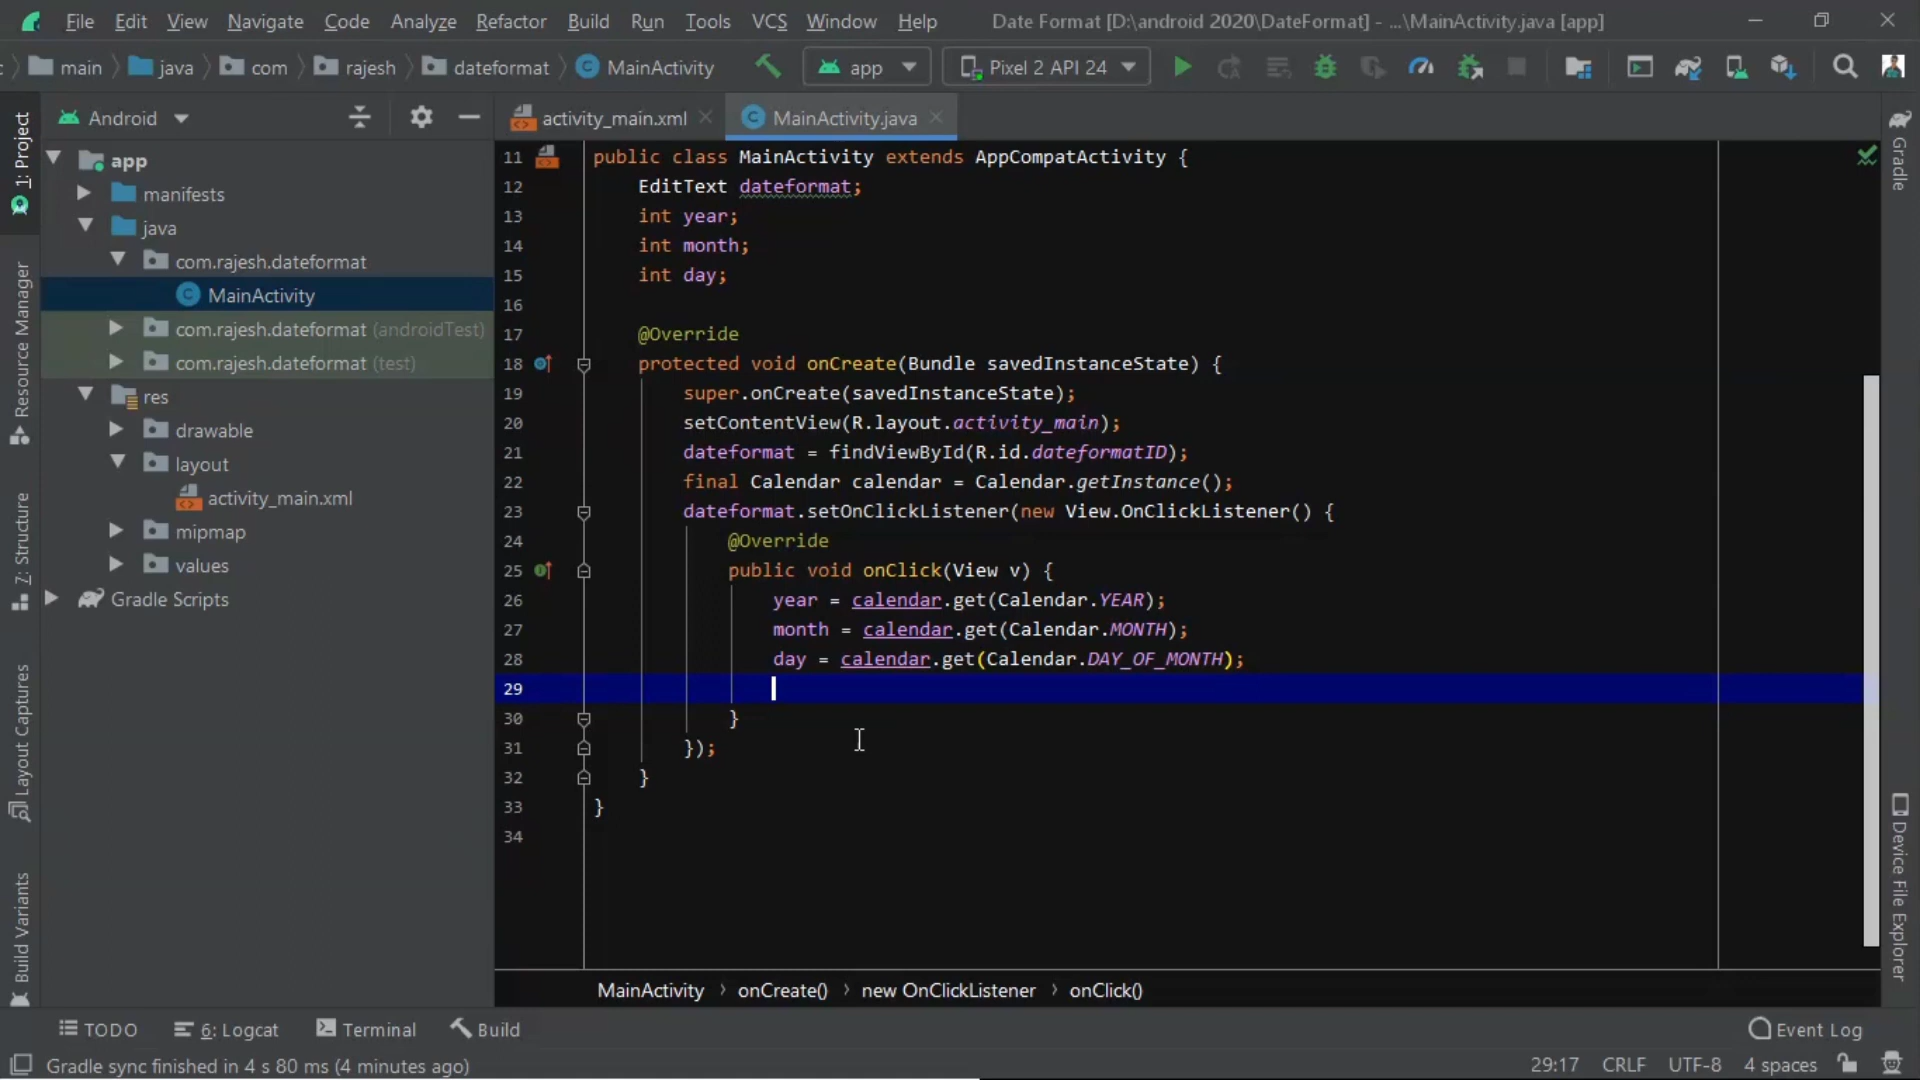 File Edit View Navigate Code Analyze Refactor Build Run Tools VCS Window Help Date Format [D:\android 2020\DateFormat] - ...\MainActivity.java [app]
main java com rajesh dateformat MainActivity app Pixel 2 API 24
Android activity_main.xml MainActivity.java
1: Project
Resource Manager
7: Structure
Layout Captures
Build Variants
app
manifests
java
com.rajesh.dateformat
MainActivity
com.rajesh.dateformat (androidTest)
com.rajesh.dateformat (test)
res
drawable
layout
activity_main.xml
mipmap
values
Gradle Scripts
11 public class MainActivity extends AppCompatActivity {
12 EditText dateformat;
13 int year;
14 int month;
15 int day;
16
17 @Override
18 protected void onCreate(Bundle savedInstanceState) {
19 super.onCreate(savedInstanceState);
20 setContentView(R.layout.activity_main);
21 dateformat = findViewById(R.id.dateformatID);
22 final Calendar calendar = Calendar.getInstance();
23 dateformat.setOnClickListener(new View.OnClickListener() {
24 @Override
25 public void onClick(View v) {
26 year = calendar.get(Calendar.YEAR);
27 month = calendar.get(Calendar.MONTH);
28 day = calendar.get(Calendar.DAY_OF_MONTH);
29
30 }
31 });
32 }
33 }
34
MainActivity › onCreate() › new OnClickListener › onClick()
Gradle
Device File Explorer
TODO 6: Logcat Terminal Build Event Log
Gradle sync finished in 4 s 80 ms (4 minutes ago) 29:17 CRLF UTF-8 4 spaces